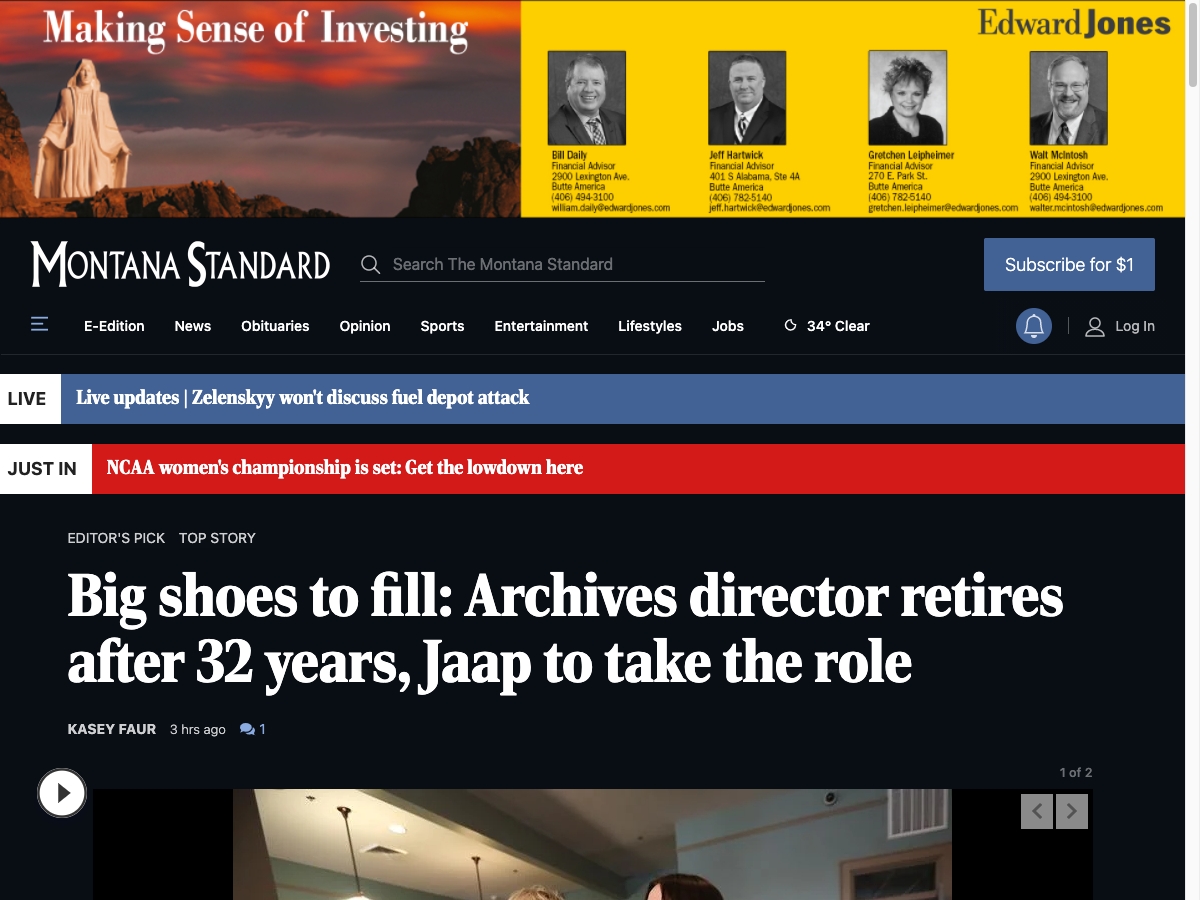 Making Sense of Investing
Edward Jones
Bill Daily
Financial Advisor
2900 Lexington Ave.
Butte America
(406) 494-3100
william.daily@edwardjones.com
Jeff Hartwick
Financial Advisor
401 S Alabama, Ste 4A
Butte America
(406) 782-5140
jeff.hartwick@edwardjones.com
Gretchen Leipheimer
Financial Advisor
270 E. Park St.
Butte America
(406) 782-5140
gretchen.leipheimer@edwardjones.com
Walt McIntosh
Financial Advisor
2900 Lexington Ave.
Butte America
(406) 494-3100
walter.mcintosh@edwardjones.com
MONTANA STANDARD
Search The Montana Standard
Subscribe for $1
E-Edition News Obituaries Opinion Sports Entertainment Lifestyles Jobs 34° Clear
Log In
LIVE Live updates | Zelenskyy won't discuss fuel depot attack
JUST IN NCAA women's championship is set: Get the lowdown here
EDITOR'S PICK TOP STORY
Big shoes to fill: Archives director retires
after 32 years, Jaap to take the role
KASEY FAUR 3 hrs ago 1
1 of 2